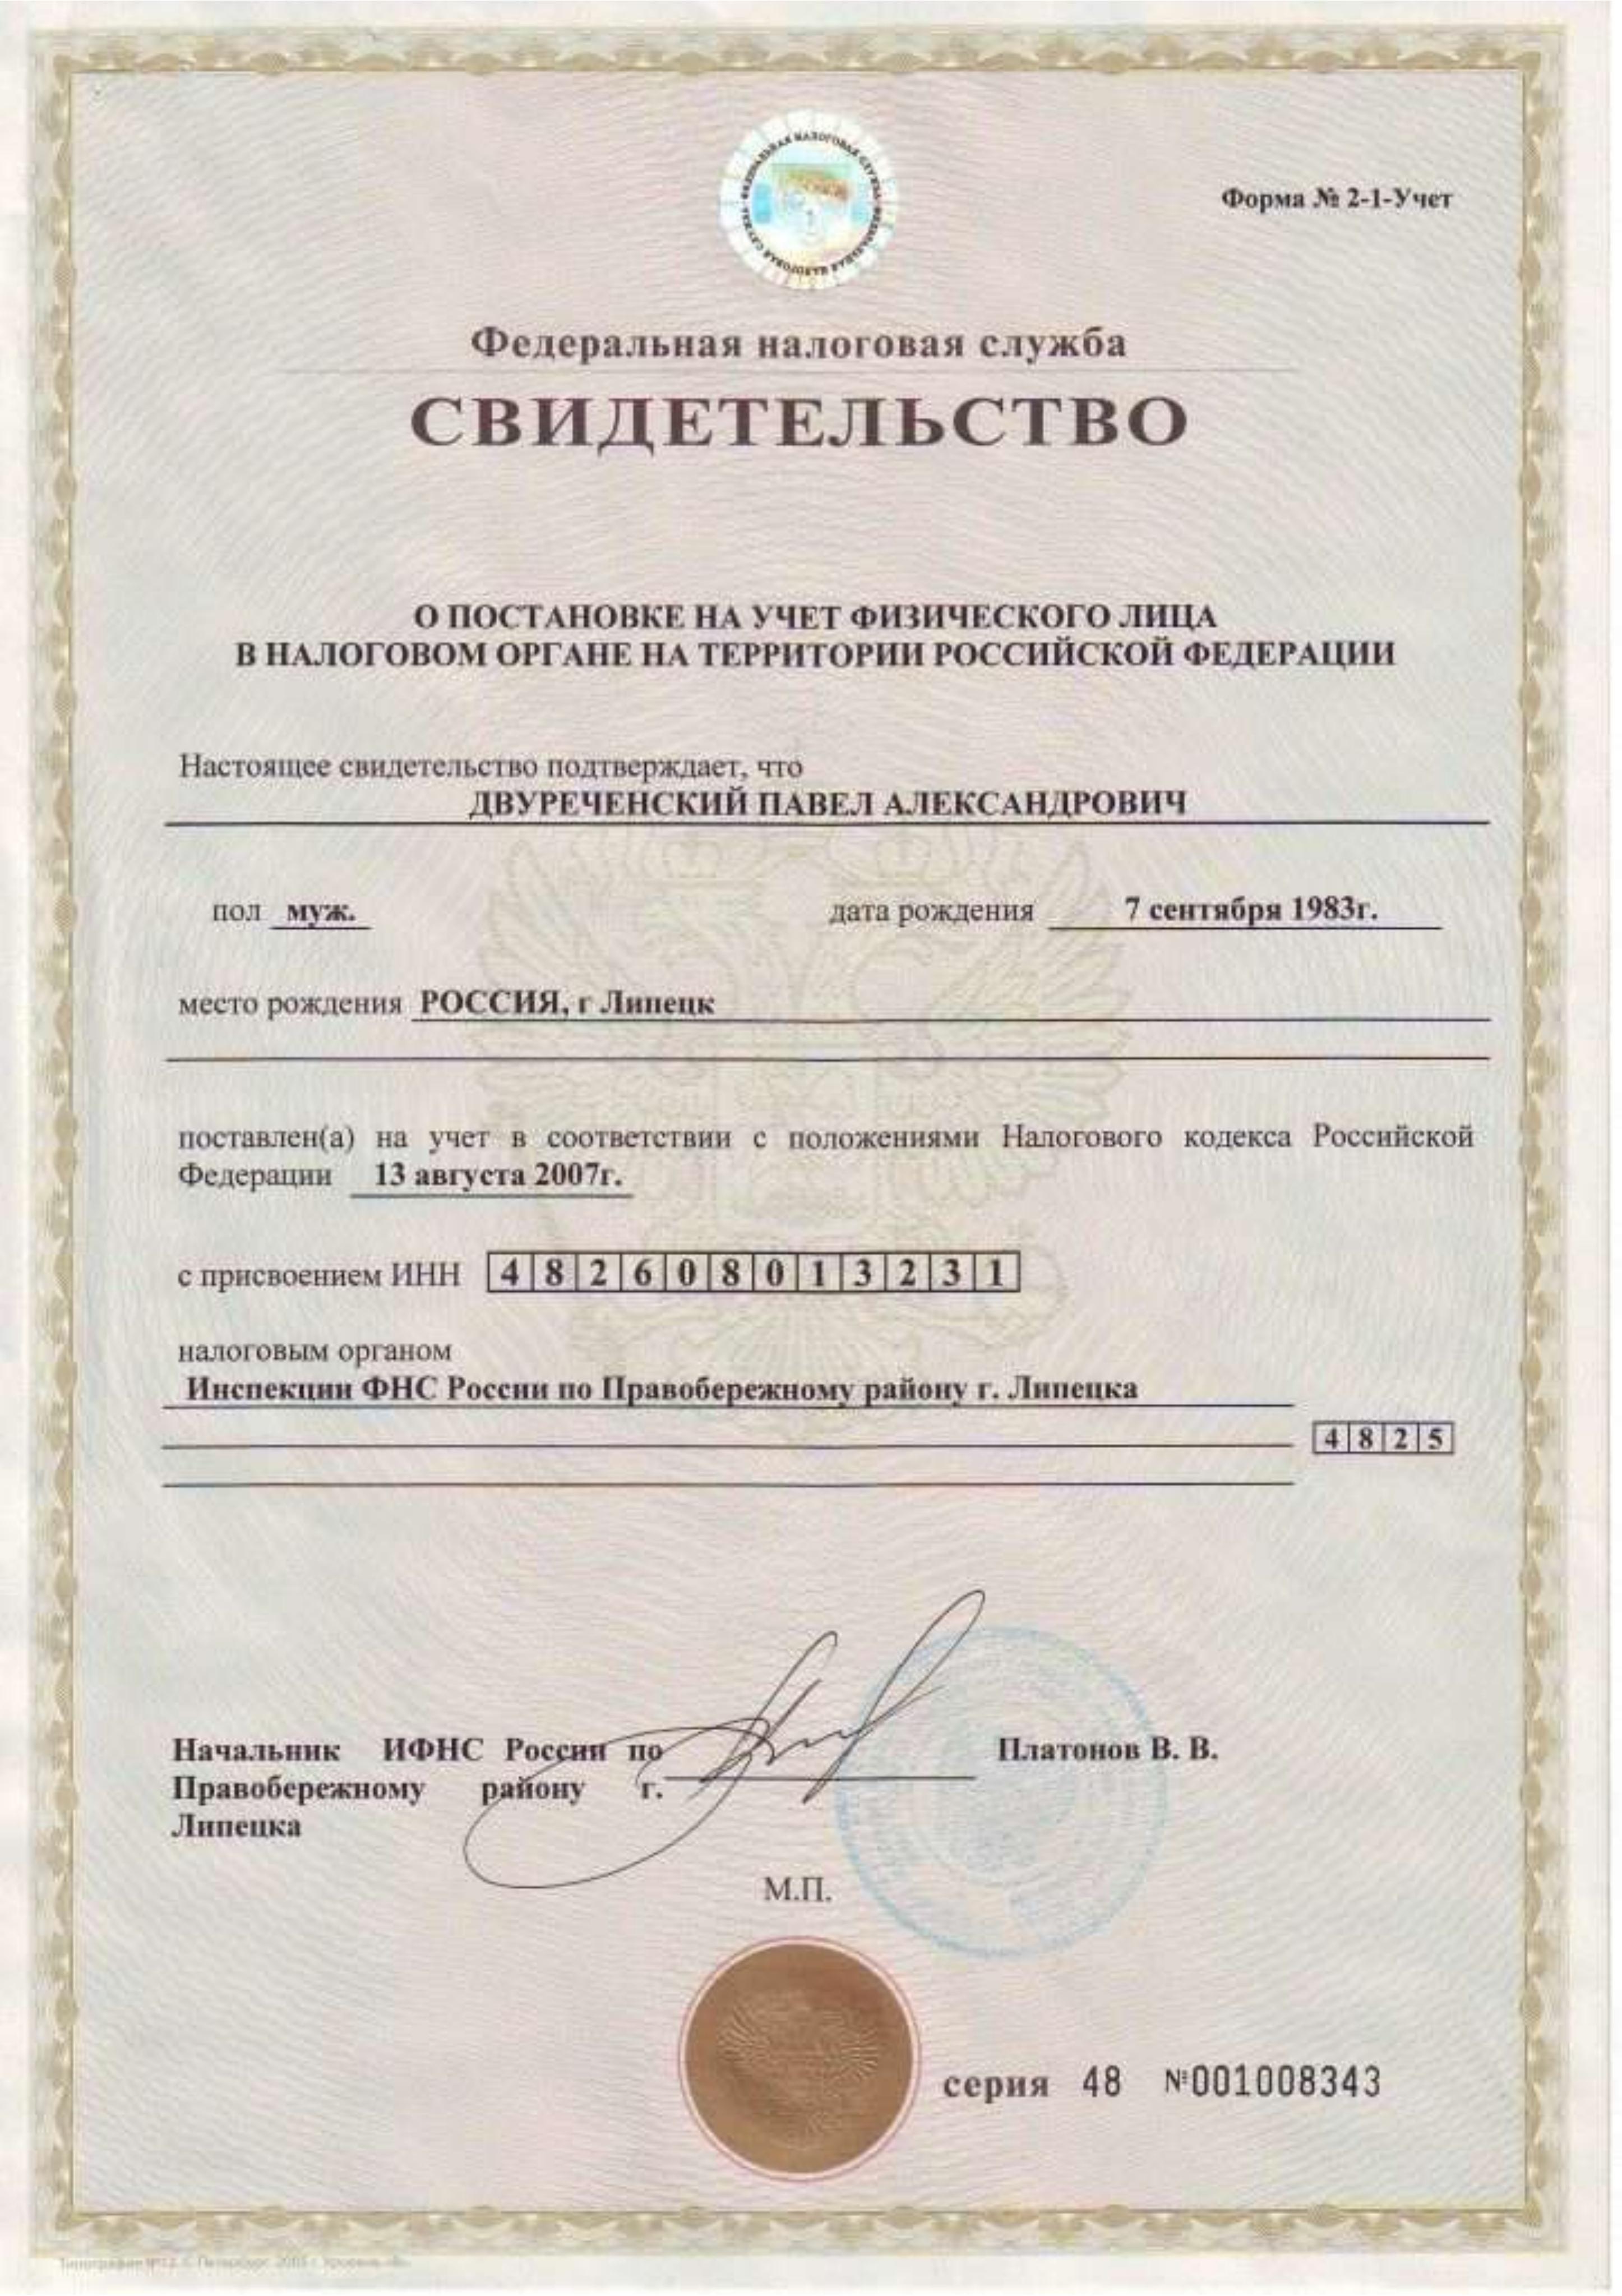 ФЕДЕРАЛЬНАЯ НАЛОГОВАЯ СЛУЖБА · ФЕДЕРАЛЬНАЯ НАЛОГОВАЯ СЛУЖБА ·
Форма № 2-1-Учет
Федеральная налоговая служба
СВИДЕТЕЛЬСТВО
О ПОСТАНОВКЕ НА УЧЕТ ФИЗИЧЕСКОГО ЛИЦА
В НАЛОГОВОМ ОРГАНЕ НА ТЕРРИТОРИИ РОССИЙСКОЙ ФЕДЕРАЦИИ
Настоящее свидетельство подтверждает, что
ДВУРЕЧЕНСКИЙ ПАВЕЛ АЛЕКСАНДРОВИЧ
пол муж. дата рождения 7 сентября 1983г.
место рождения РОССИЯ, г Липецк
поставлен(а) на учет в соответствии с положениями Налогового кодекса Российской
Федерации 13 августа 2007г.
с присвоением ИНН 482608013231
налоговым органом
Инспекции ФНС России по Правобережному району г. Липецка
4825
Начальник ИФНС России по Платонов В. В.
Правобережному району г.
Липецка
М.П.
серия 48 №001008343